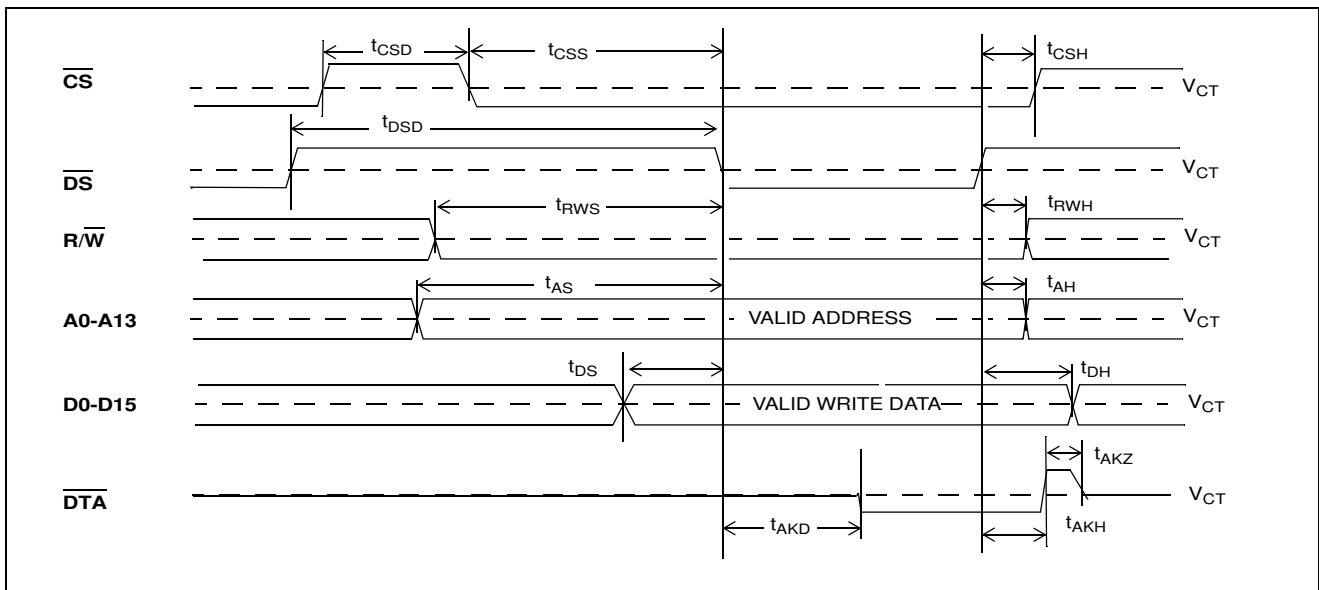 tCSD
tCSS
tCSH
CS
VCT
tDSD
DS
VCT
tRWS
tRWH
R/W
VCT
tAS
tAH
A0-A13
VALID ADDRESS
VCT
tDS
tDH
D0-D15
VALID WRITE DATA
VCT
tAKZ
DTA
VCT
tAKD
tAKH